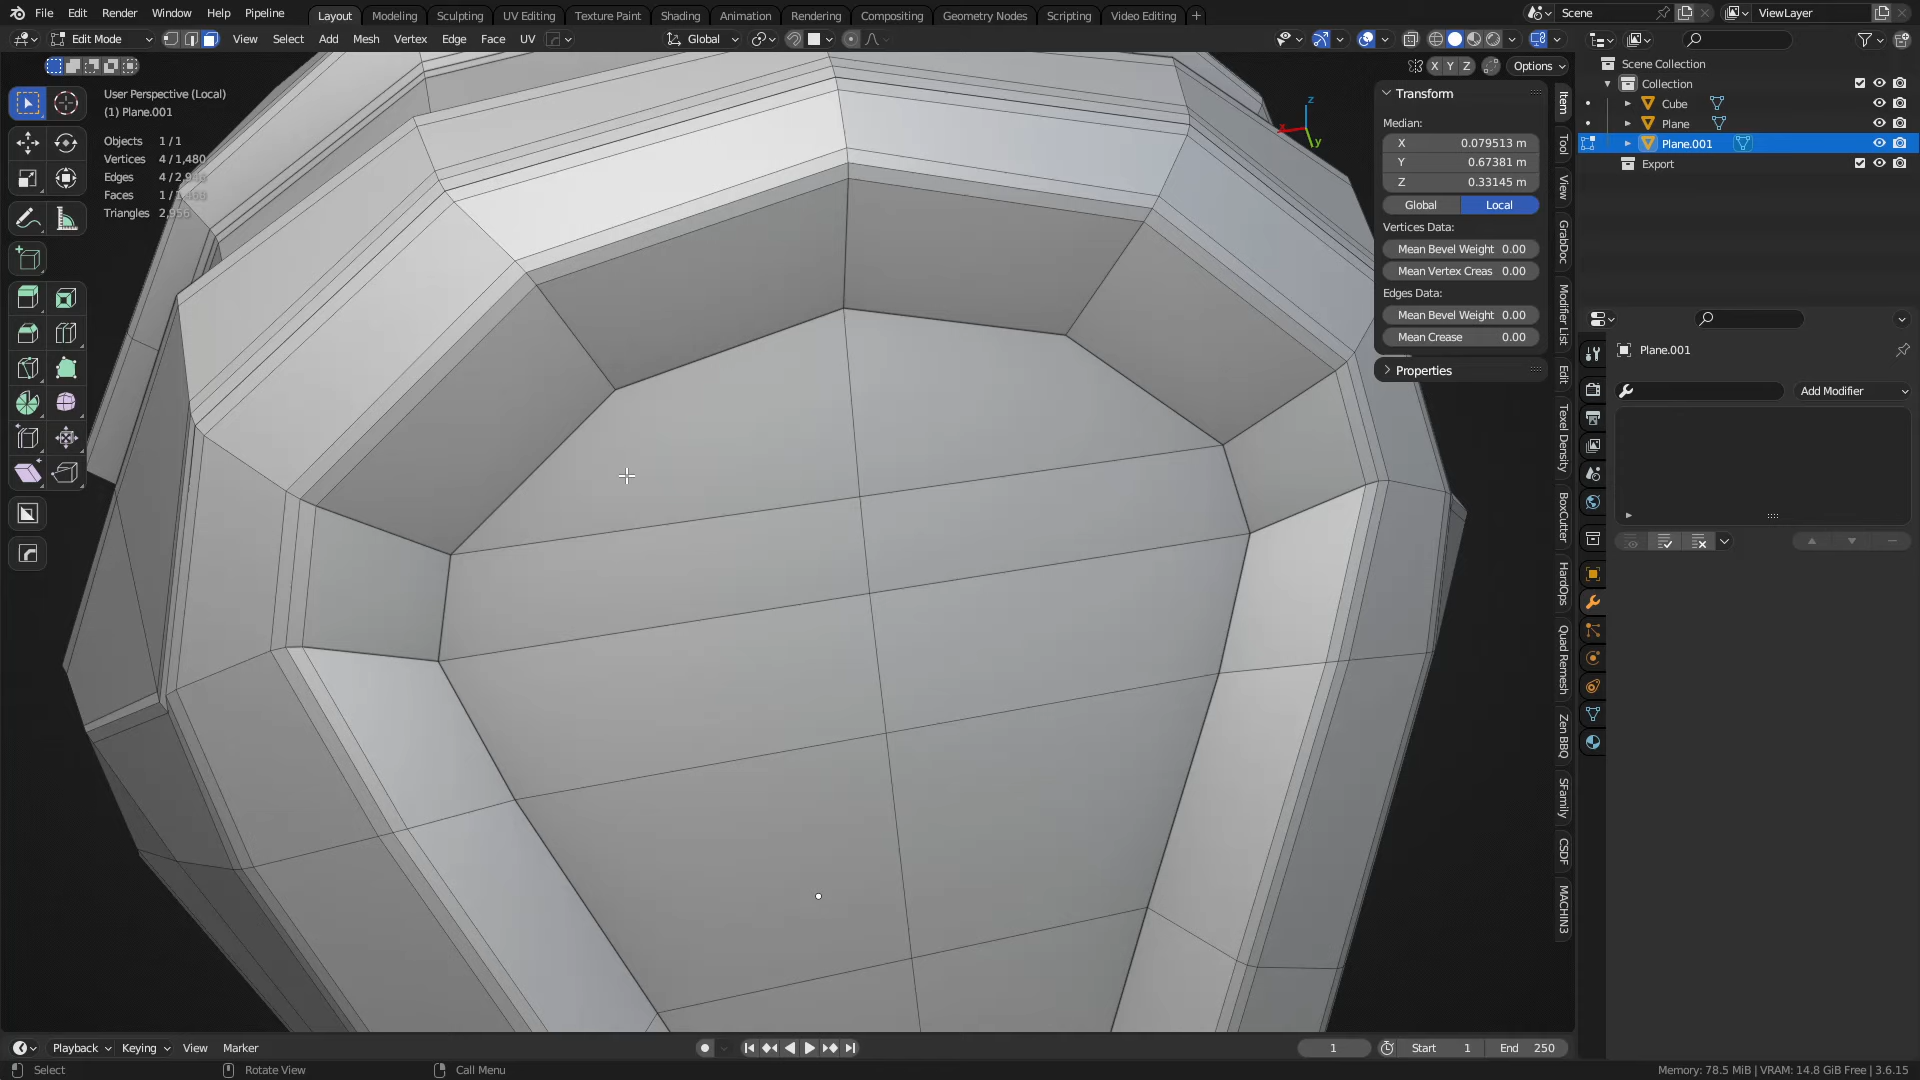 File Edit Render Window Help Pipeline Layout Modeling Sculpting UV Editing Texture Paint Shading Animation Rendering Compositing Geometry Nodes Scripting Video Editing + Scene ViewLayer
Edit Mode View Select Add Mesh Vertex Edge Face UV Global
X Y Z Options
User Perspective (Local)
(1) Plane.001
Objects 1/1
Vertices 4/1,480
Edges
Faces
Triangles
Z
X
Y
Transform
Median:
X 0.079513 m
Y 0.67381 m
Z 0.33145 m
Global Local
Vertices Data:
Mean Bevel Weight 0.00
Mean Vertex Creas 0.00
Edges Data:
Mean Bevel Weight 0.00
Mean Crease 0.00
Properties
Item
Tool
View
GrabDoc
Modifier List
Edit
Texel Density
BoxCutter
HardOps
Quad Remesh
Zen BBQ
SFamily
CSDF
MACHIN3
Scene Collection
Collection
Cube
Plane
Plane.001
Export
Plane.001
Add Modifier
Playback Keying View Marker 1 Start 1 End 250
Select Rotate View Call Menu Memory: 78.5 MiB | VRAM: 14.8 GiB Free | 3.6.15